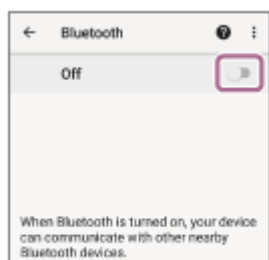 Bluetooth
Off
When Bluetooth is turned on, your device
can communicate with other nearby
Bluetooth devices.